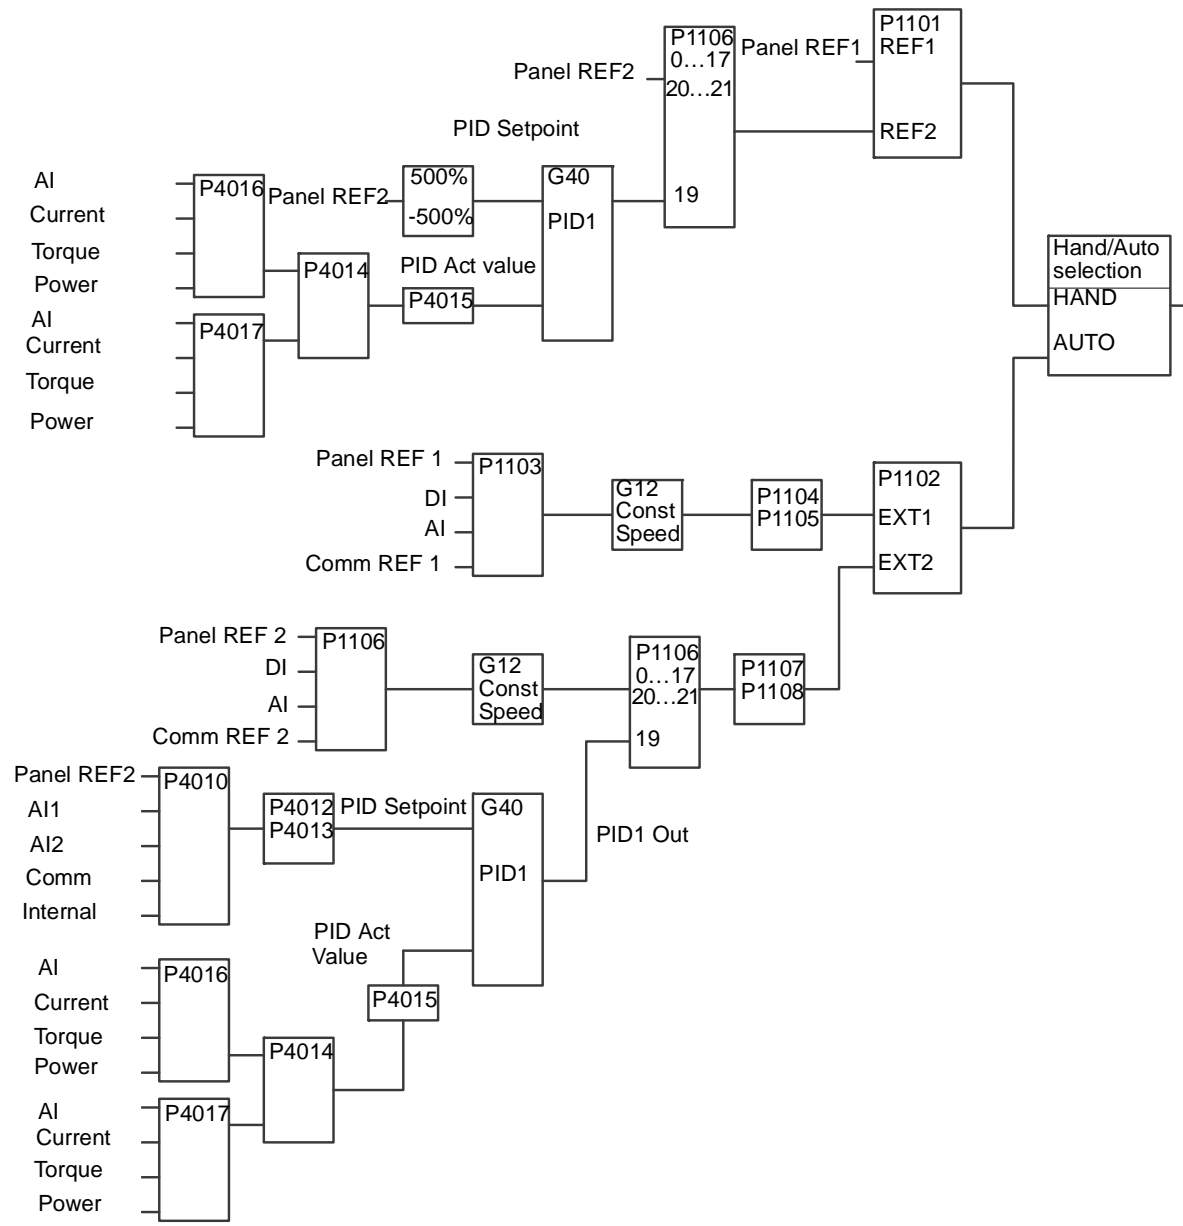 P1101
REF1
REF2
Panel REF1
P1106
0…17
20…21
19
Panel REF2
PID Setpoint
500%
-500%
Panel REF2
G40
PID1
AI
Current
Torque
Power
P4016
P4014
PID Act value
P4015
AI
Current
Torque
Power
P4017
Hand/Auto
selection
HAND
AUTO
Panel REF 1
DI
AI
Comm REF 1
P1103
G12
Const
Speed
P1104
P1105
P1102
EXT1
EXT2
Panel REF 2
DI
AI
Comm REF 2
P1106
G12
Const
Speed
P1106
0…17
20…21
19
P1107
P1108
Panel REF2
AI1
AI2
Comm
Internal
P4010
P4012
P4013
PID Setpoint
G40
PID1
PID1 Out
PID Act
Value
P4015
AI
Current
Torque
Power
P4016
P4014
AI
Current
Torque
Power
P4017